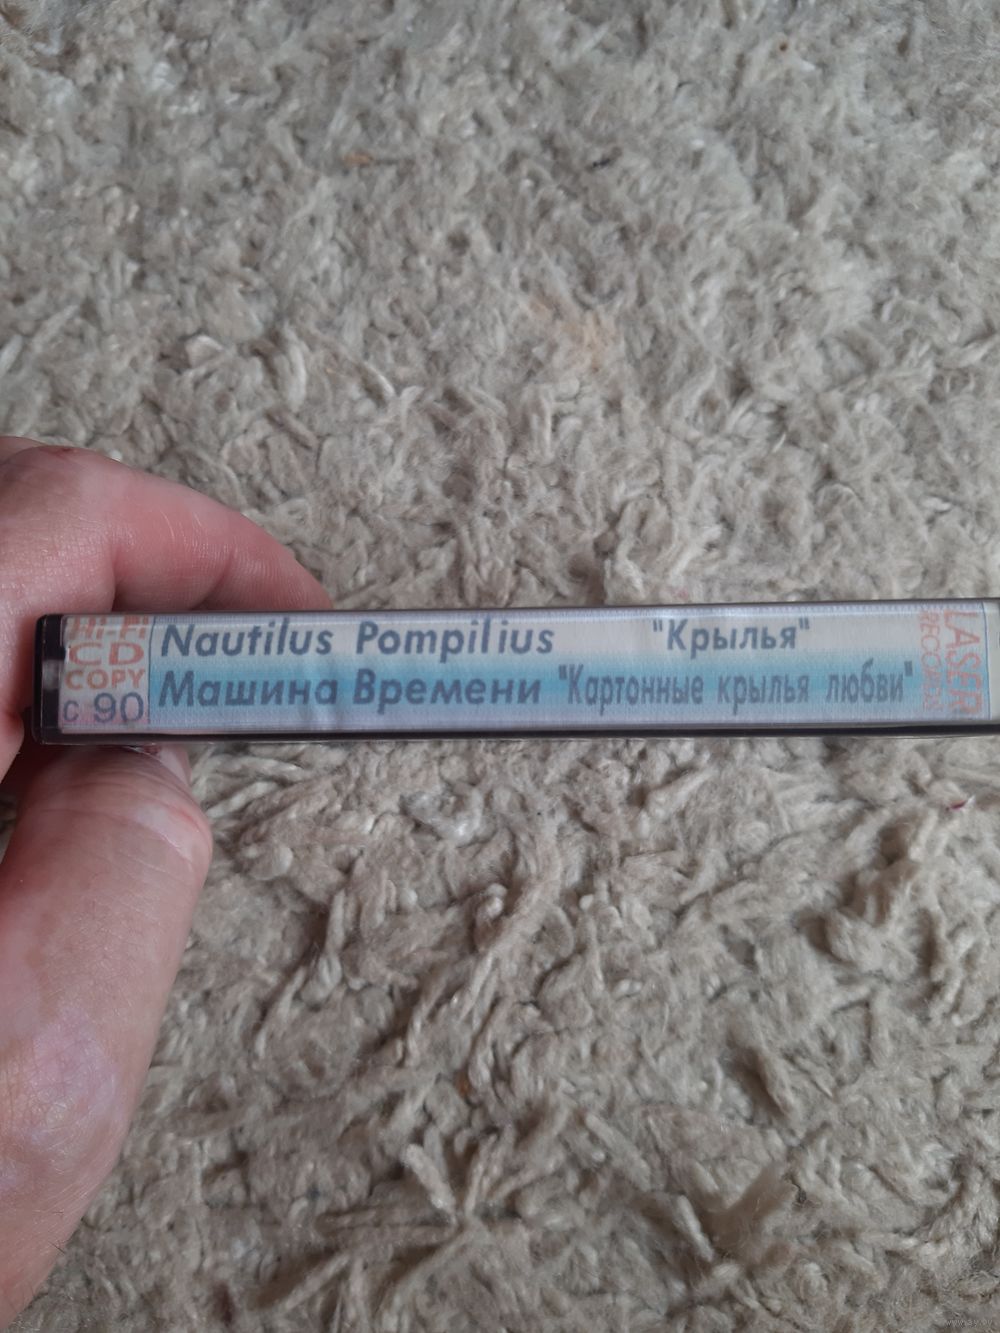 Hi-Fi
CD
COPY
C 90
Nautilus Pompilius "Крылья"
Машина Времени "Картонные крылья любви"
LASER
RECORDS